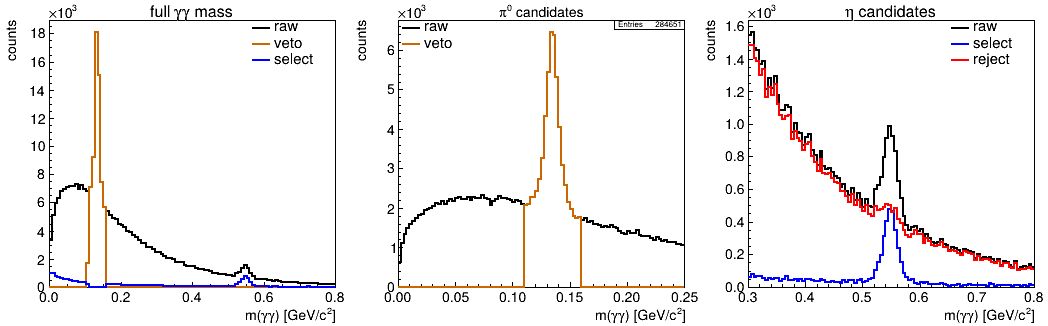 full γγ mass
×10³
counts
raw
veto
select
18
16
14
12
10
8
6
4
2
0
0.0 0.2 0.4 0.6 0.8
m(γγ) [GeV/c²]
π⁰ candidates
×10³
Entries 284651
counts
raw
veto
6
5
4
3
2
1
0
0.00 0.05 0.10 0.15 0.20 0.25
m(γγ) [GeV/c²]
η candidates
×10³
counts
raw
select
reject
1.6
1.4
1.2
1.0
0.8
0.6
0.4
0.2
0.0
0.3 0.4 0.5 0.6 0.7 0.8
m(γγ) [GeV/c²]